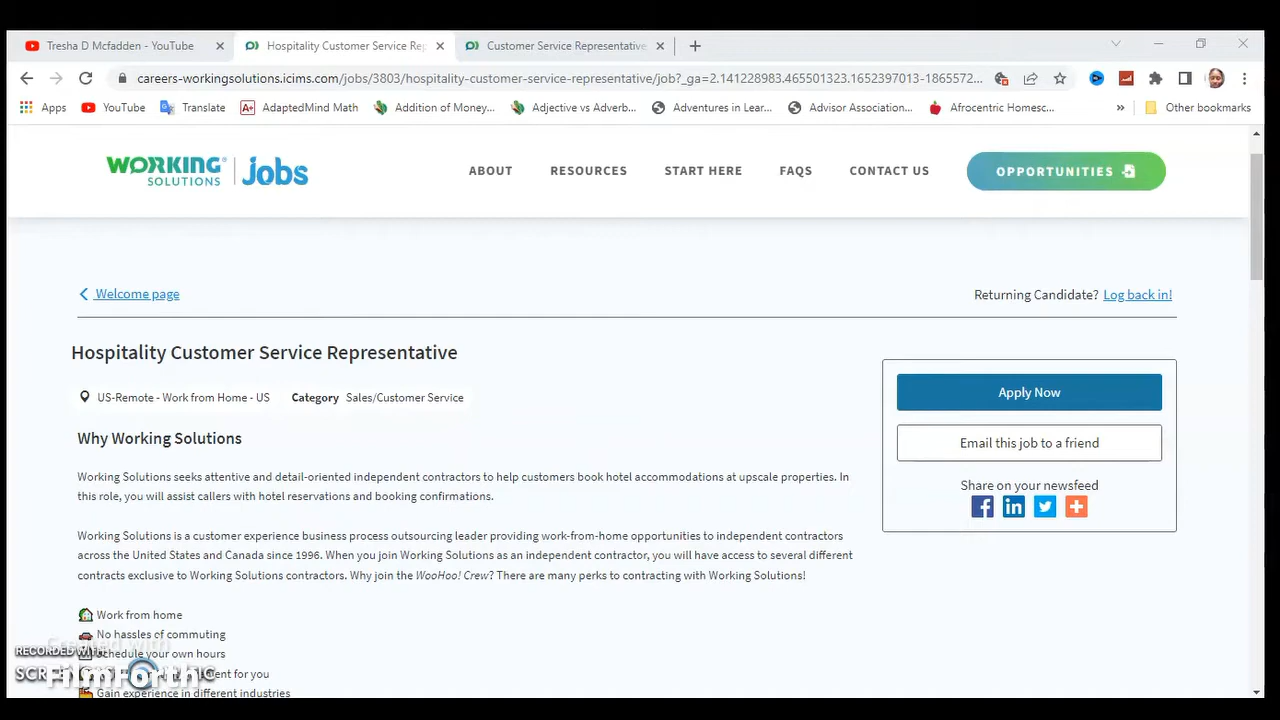 Tresha D Mcfadden - YouTube
Hospitality Customer Service Rep
Customer Service Representative
careers-workingsolutions.icims.com/jobs/3803/hospitality-customer-service-representative/job?_ga=2.141228983.465501323.1652397013-1865572...
Apps YouTube Translate AdaptedMind Math Addition of Money... Adjective vs Adverb... Adventures in Lear... Advisor Association... Afrocentric Homesc... » Other bookmarks
WORKING SOLUTIONS Jobs
ABOUT RESOURCES START HERE FAQS CONTACT US OPPORTUNITIES
Welcome page
Returning Candidate? Log back in!
Hospitality Customer Service Representative
US-Remote - Work from Home - US Category Sales/Customer Service
Apply Now
Email this job to a friend
Share on your newsfeed
Why Working Solutions
Working Solutions seeks attentive and detail-oriented independent contractors to help customers book hotel accommodations at upscale properties. In
this role, you will assist callers with hotel reservations and booking confirmations.
Working Solutions is a customer experience business process outsourcing leader providing work-from-home opportunities to independent contractors
across the United States and Canada since 1996. When you join Working Solutions as an independent contractor, you will have access to several different
contracts exclusive to Working Solutions contractors. Why join the WooHoo! Crew? There are many perks to contracting with Working Solutions!
Work from home
No hassles of commuting
Schedule your own hours
for you
Gain experience in different industries
Created with
FilmForth
RECORDED WITH